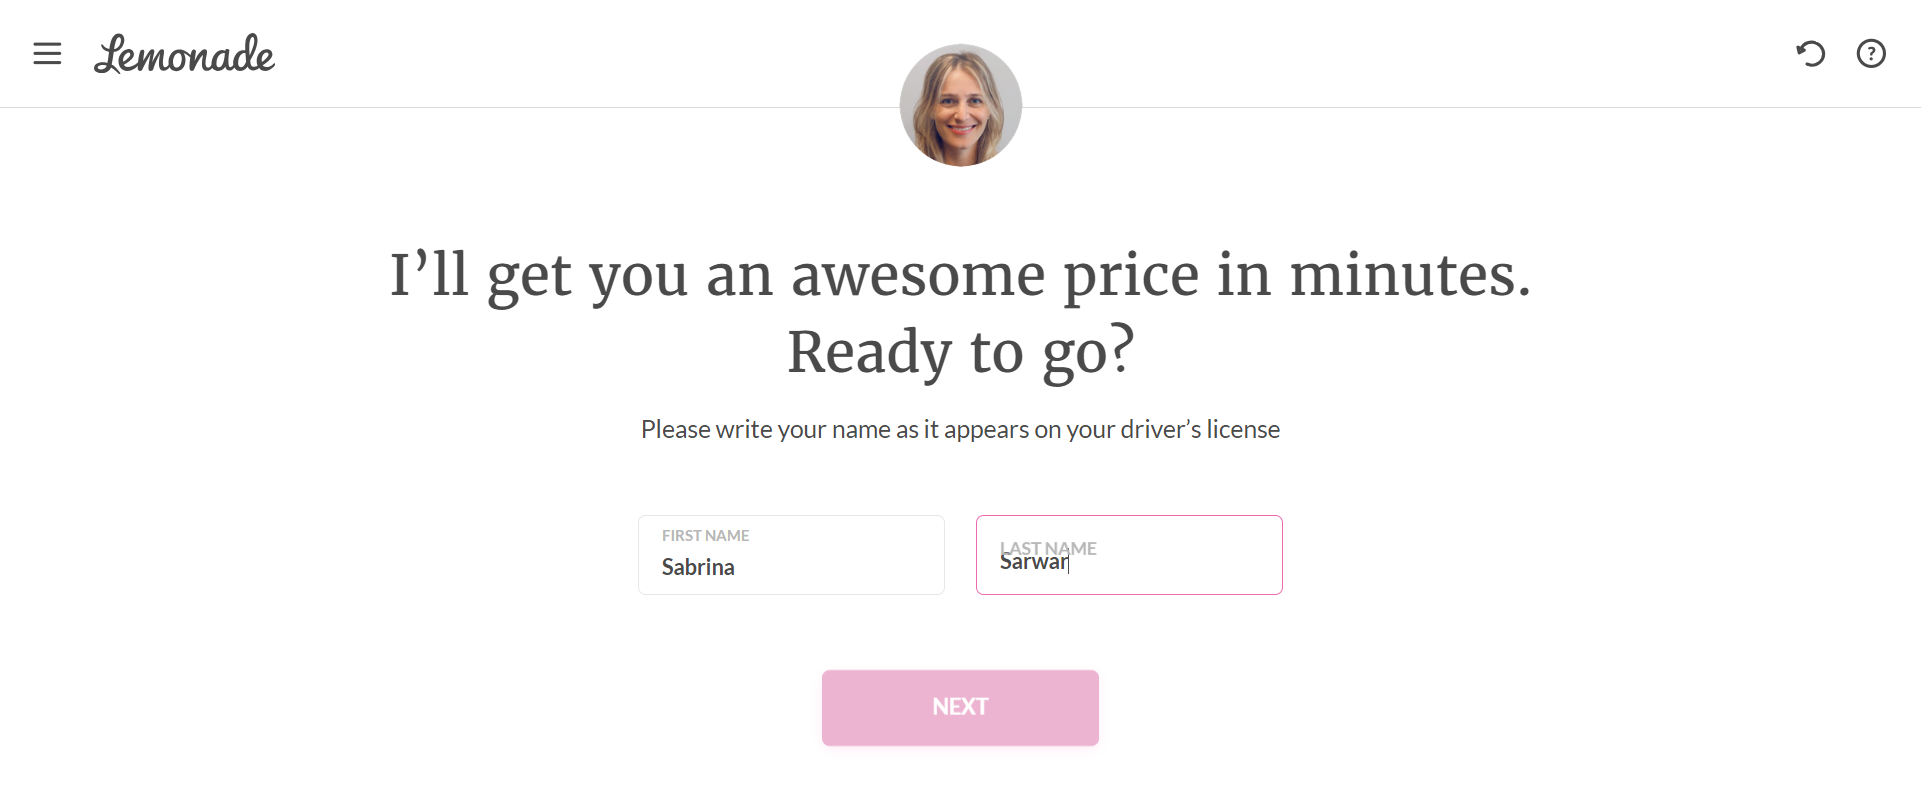 Lemonade
?
I’ll get you an awesome price in minutes.
Ready to go?
Please write your name as it appears on your driver’s license
FIRST NAME
Sabrina
LAST NAME
Sarwar
NEXT